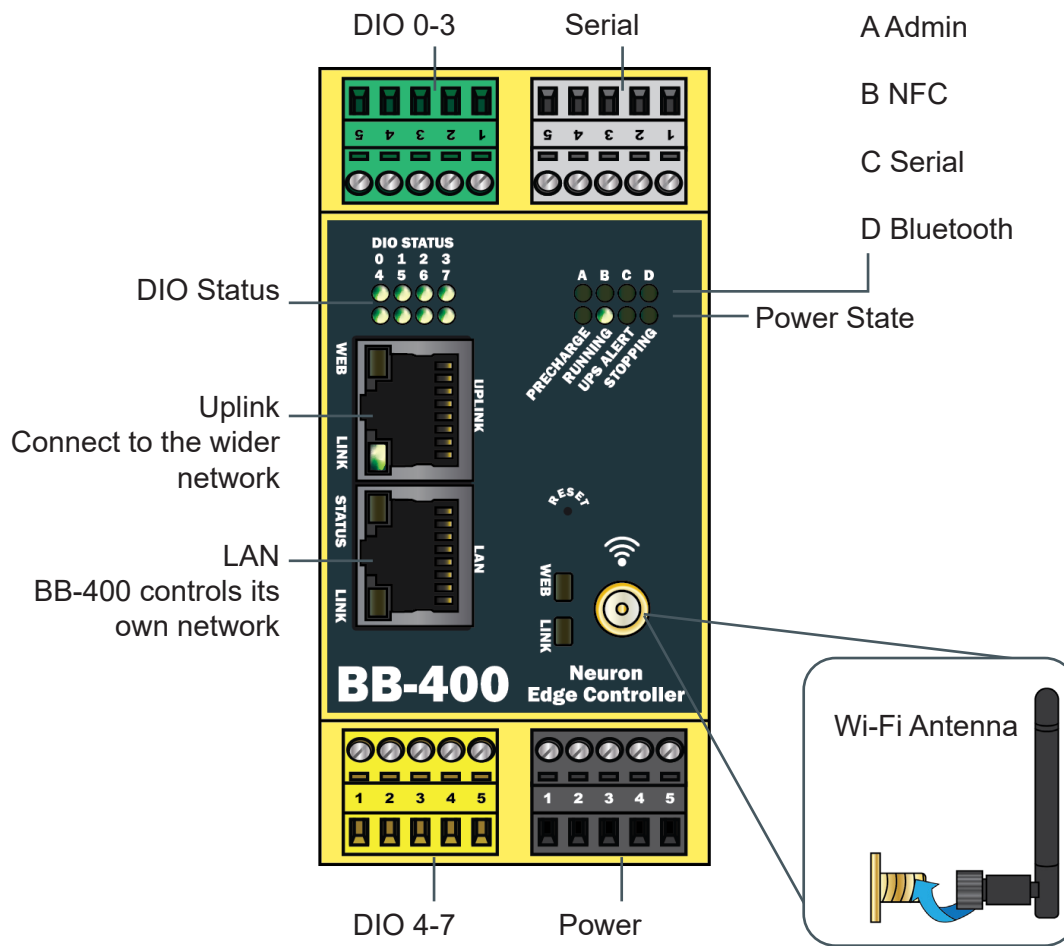 DIO 0-3
Serial
A Admin
B NFC
C Serial
D Bluetooth
5 4 3 2 1
5 4 3 2 1
DIO STATUS
0 1 2 3
4 5 6 7
A B C D
DIO Status
Power State
PRECHARGE
RUNNING
UPS ALERT
STOPPING
WEB
LINK
UPLINK
Uplink
Connect to the wider
network
STATUS
LINK
LAN
LAN
BB-400 controls its
own network
RESET
WEB
LINK
BB-400
Neuron
Edge Controller
Wi-Fi Antenna
1 2 3 4 5
1 2 3 4 5
DIO 4-7
Power